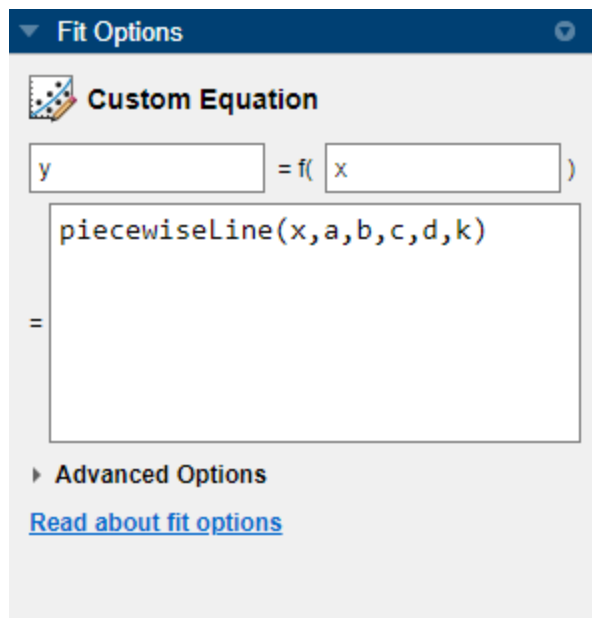 Fit Options
Custom Equation
y = f( x )
= piecewiseLine(x,a,b,c,d,k)
Advanced Options
Read about fit options